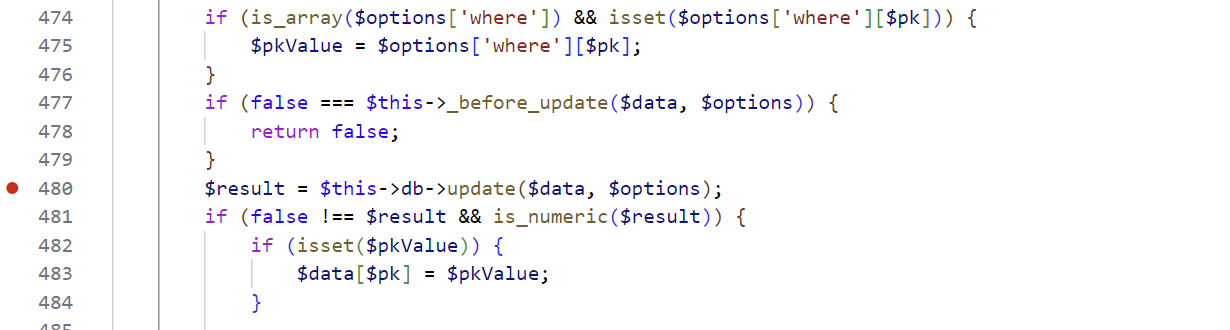 474 if (is_array($options['where']) && isset($options['where'][$pk])) {
475 $pkValue = $options['where'][$pk];
476 }
477 if (false === $this->_before_update($data, $options)) {
478 return false;
479 }
480 $result = $this->db->update($data, $options);
481 if (false !== $result && is_numeric($result)) {
482 if (isset($pkValue)) {
483 $data[$pk] = $pkValue;
484 }
485